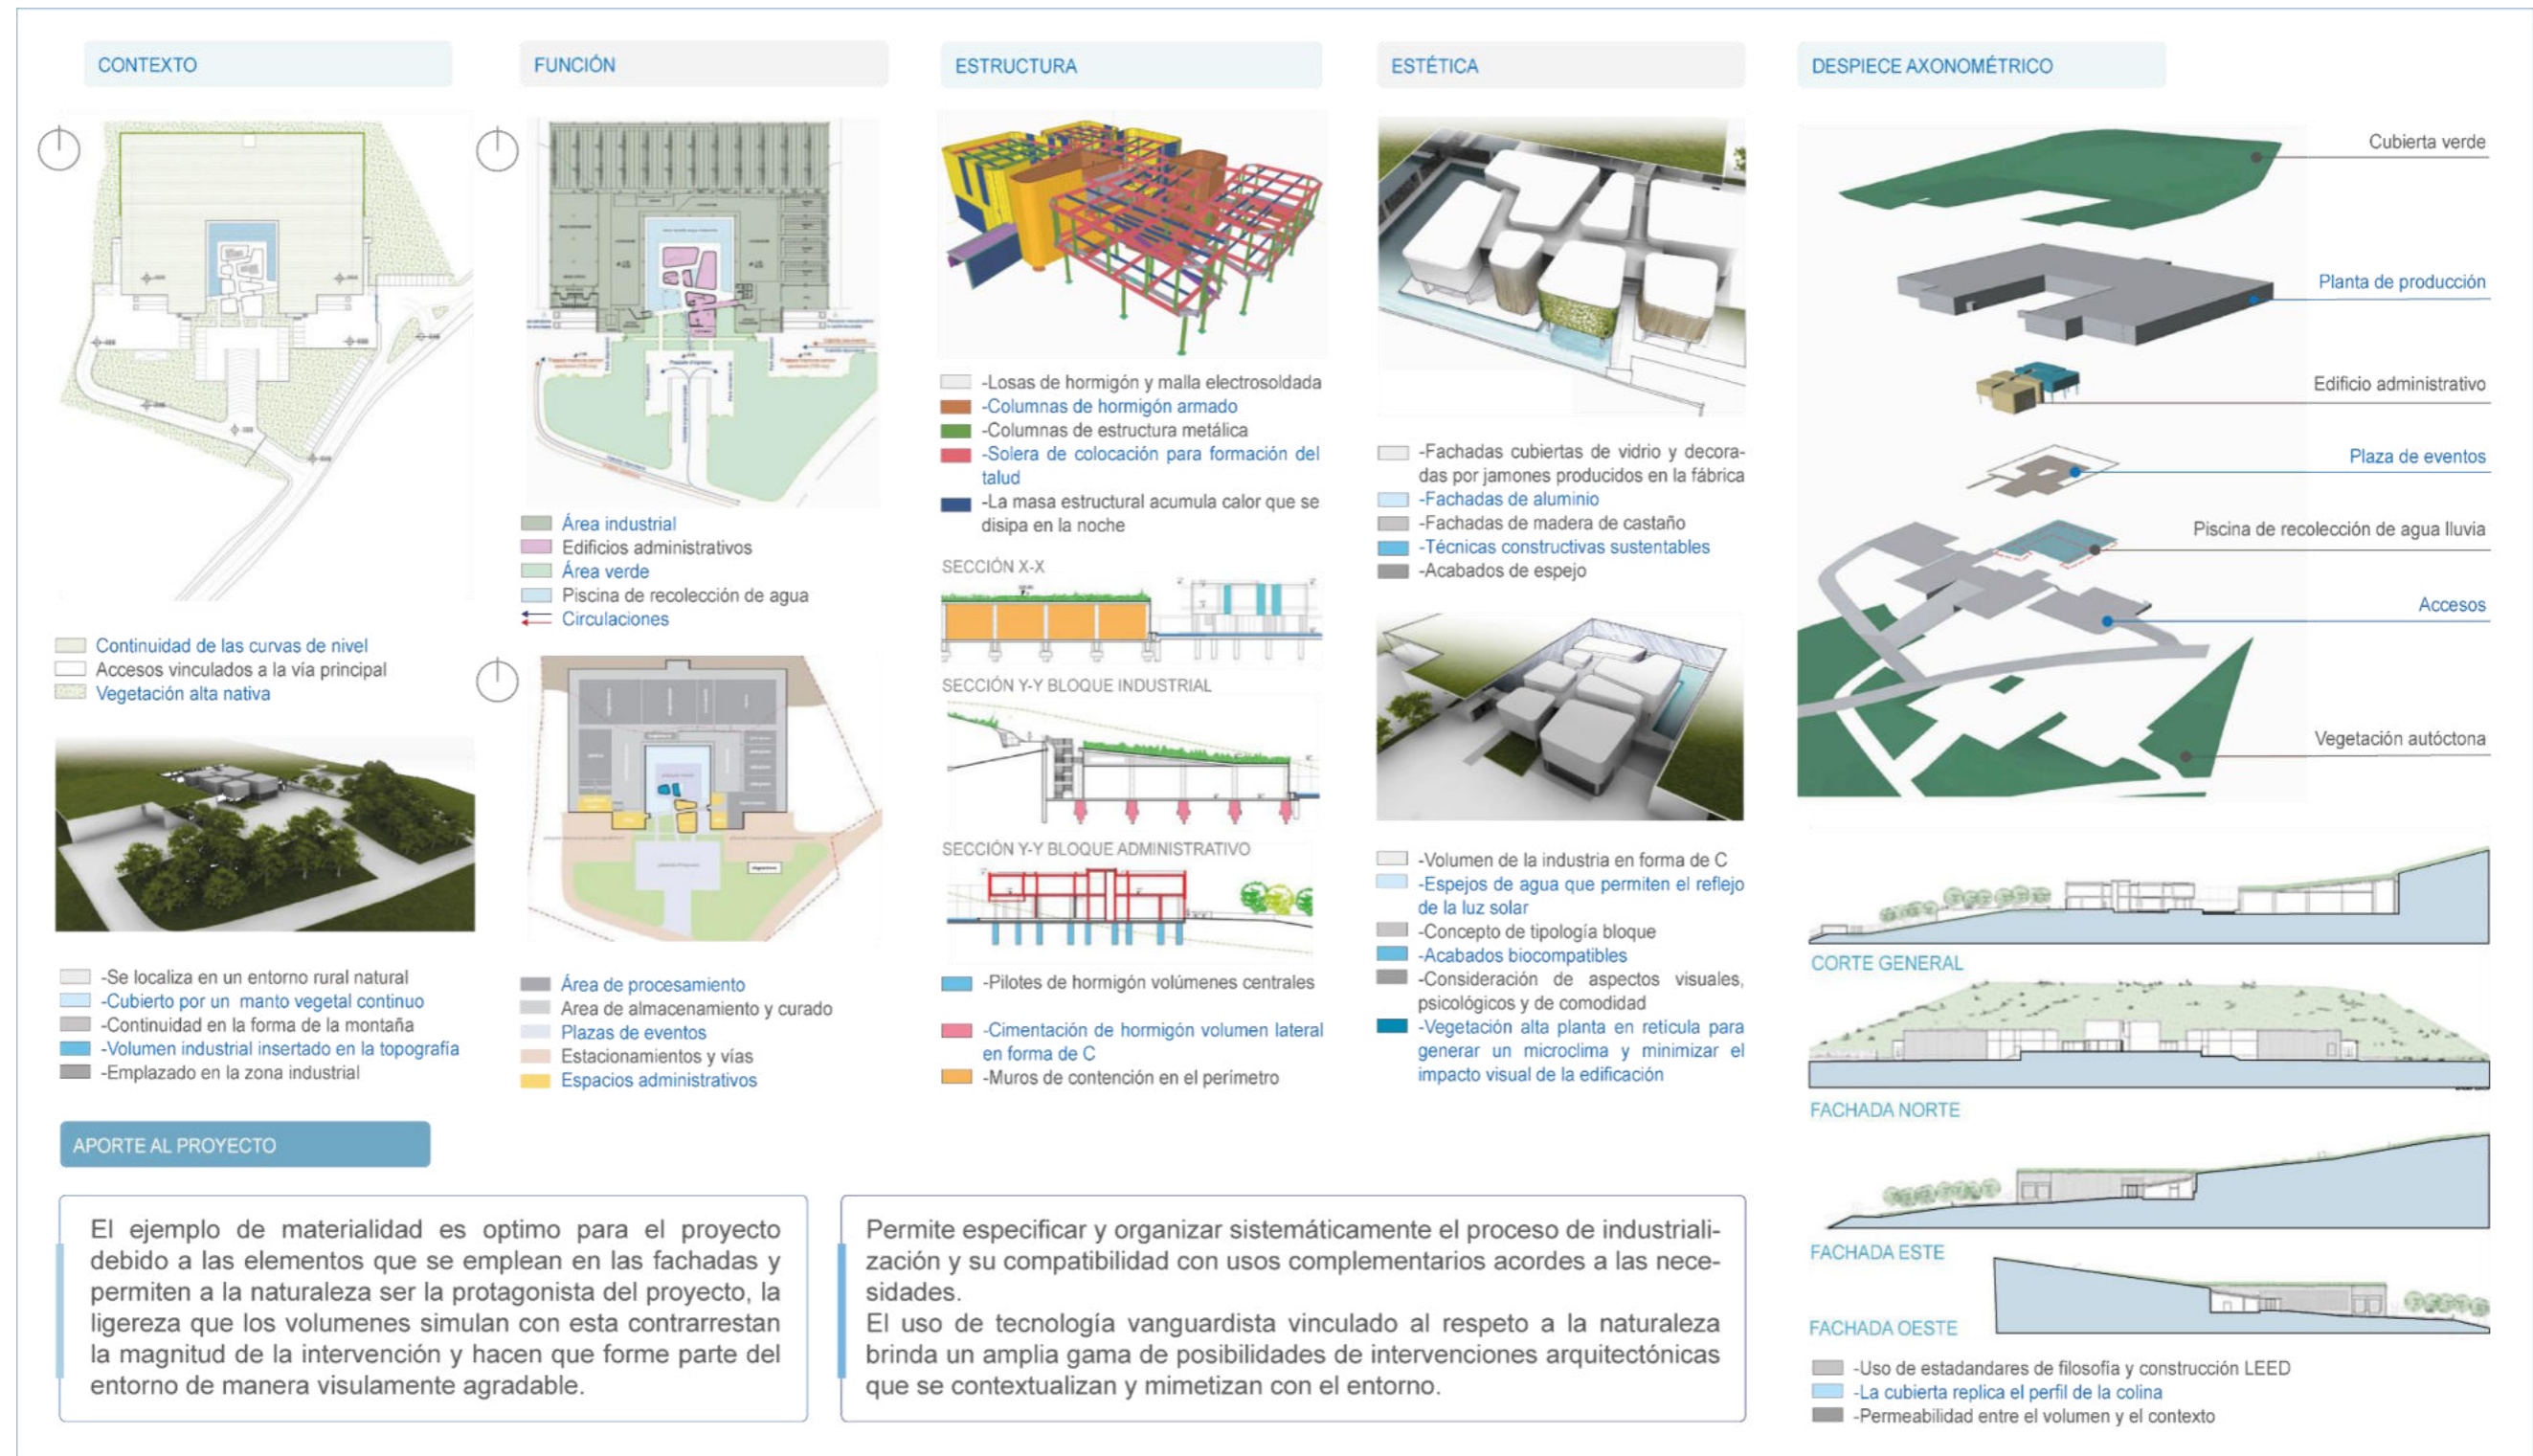 CONTEXTO
Continuidad de las curvas de nivel
Accesos vinculados a la vía principal
Vegetación alta nativa
-Se localiza en un entorno rural natural
-Cubierto por un manto vegetal continuo
-Continuidad en la forma de la montaña
-Volumen industrial insertado en la topografía
-Emplazado en la zona industrial
FUNCIÓN
Área industrial
Edificios administrativos
Área verde
Piscina de recolección de agua
Circulaciones
Área de procesamiento
Area de almacenamiento y curado
Plazas de eventos
Estacionamientos y vías
Espacios administrativos
ESTRUCTURA
-Losas de hormigón y malla electrosoldada
-Columnas de hormigón armado
-Columnas de estructura metálica
-Solera de colocación para formación del
talud
-La masa estructural acumula calor que se
disipa en la noche
SECCIÓN X-X
SECCIÓN Y-Y BLOQUE INDUSTRIAL
SECCIÓN Y-Y BLOQUE ADMINISTRATIVO
-Pilotes de hormigón volúmenes centrales
-Cimentación de hormigón volumen lateral
en forma de C
-Muros de contención en el perímetro
ESTÉTICA
-Fachadas cubiertas de vidrio y decora-
das por jamones producidos en la fábrica
-Fachadas de aluminio
-Fachadas de madera de castaño
-Técnicas constructivas sustentables
-Acabados de espejo
-Volumen de la industria en forma de C
-Espejos de agua que permiten el reflejo
de la luz solar
-Concepto de tipología bloque
-Acabados biocompatibles
-Consideración de aspectos visuales,
psicológicos y de comodidad
-Vegetación alta planta en retícula para
generar un microclima y minimizar el
impacto visual de la edificación
DESPIECE AXONOMÉTRICO
Cubierta verde
Planta de producción
Edificio administrativo
Plaza de eventos
Piscina de recolección de agua lluvia
Accesos
Vegetación autóctona
CORTE GENERAL
FACHADA NORTE
FACHADA ESTE
FACHADA OESTE
-Uso de estadandares de filosofía y construcción LEED
-La cubierta replica el perfil de la colina
-Permeabilidad entre el volumen y el contexto
APORTE AL PROYECTO
El ejemplo de materialidad es optimo para el proyecto
debido a las elementos que se emplean en las fachadas y
permiten a la naturaleza ser la protagonista del proyecto, la
ligereza que los volumenes simulan con esta contrarrestan
la magnitud de la intervención y hacen que forme parte del
entorno de manera visulamente agradable.
Permite especificar y organizar sistemáticamente el proceso de industriali-
zación y su compatibilidad con usos complementarios acordes a las nece-
sidades.
El uso de tecnología vanguardista vinculado al respeto a la naturaleza
brinda un amplia gama de posibilidades de intervenciones arquitectónicas
que se contextualizan y mimetizan con el entorno.